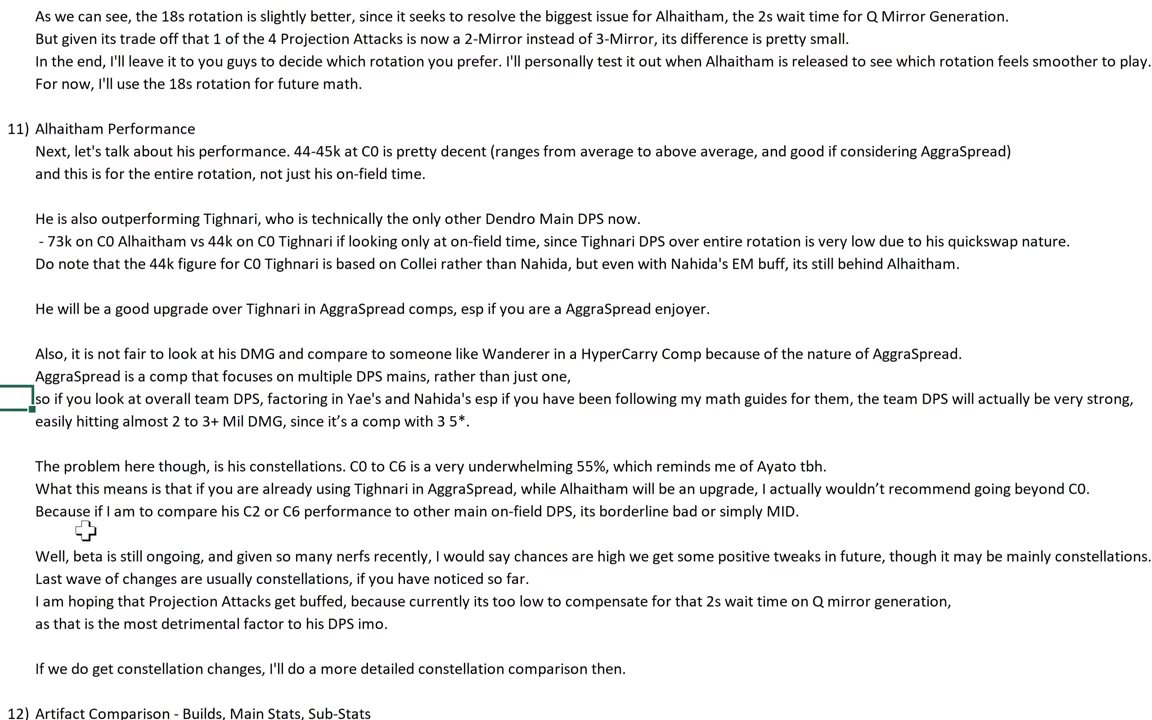 As we can see, the 18s rotation is slightly better, since it seeks to resolve the biggest issue for Alhaitham, the 2s wait time for Q Mirror Generation.
But given its trade off that 1 of the 4 Projection Attacks is now a 2-Mirror instead of 3-Mirror, its difference is pretty small.
In the end, I'll leave it to you guys to decide which rotation you prefer. I'll personally test it out when Alhaitham is released to see which rotation feels smoother to play.
For now, I'll use the 18s rotation for future math.
11) Alhaitham Performance
Next, let's talk about his performance. 44-45k at C0 is pretty decent (ranges from average to above average, and good if considering AggraSpread)
and this is for the entire rotation, not just his on-field time.
He is also outperforming Tighnari, who is technically the only other Dendro Main DPS now.
- 73k on C0 Alhaitham vs 44k on C0 Tighnari if looking only at on-field time, since Tighnari DPS over entire rotation is very low due to his quickswap nature.
Do note that the 44k figure for C0 Tighnari is based on Collei rather than Nahida, but even with Nahida's EM buff, its still behind Alhaitham.
He will be a good upgrade over Tighnari in AggraSpread comps, esp if you are a AggraSpread enjoyer.
Also, it is not fair to look at his DMG and compare to someone like Wanderer in a HyperCarry Comp because of the nature of AggraSpread.
AggraSpread is a comp that focuses on multiple DPS mains, rather than just one,
so if you look at overall team DPS, factoring in Yae's and Nahida's esp if you have been following my math guides for them, the team DPS will actually be very strong,
easily hitting almost 2 to 3+ Mil DMG, since it's a comp with 3 5*.
The problem here though, is his constellations. C0 to C6 is a very underwhelming 55%, which reminds me of Ayato tbh.
What this means is that if you are already using Tighnari in AggraSpread, while Alhaitham will be an upgrade, I actually wouldn't recommend going beyond C0.
Because if I am to compare his C2 or C6 performance to other main on-field DPS, its borderline bad or simply MID.
Well, beta is still ongoing, and given so many nerfs recently, I would say chances are high we get some positive tweaks in future, though it may be mainly constellations.
Last wave of changes are usually constellations, if you have noticed so far.
I am hoping that Projection Attacks get buffed, because currently its too low to compensate for that 2s wait time on Q mirror generation,
as that is the most detrimental factor to his DPS imo.
If we do get constellation changes, I'll do a more detailed constellation comparison then.
12) Artifact Comparison - Builds, Main Stats, Sub-Stats